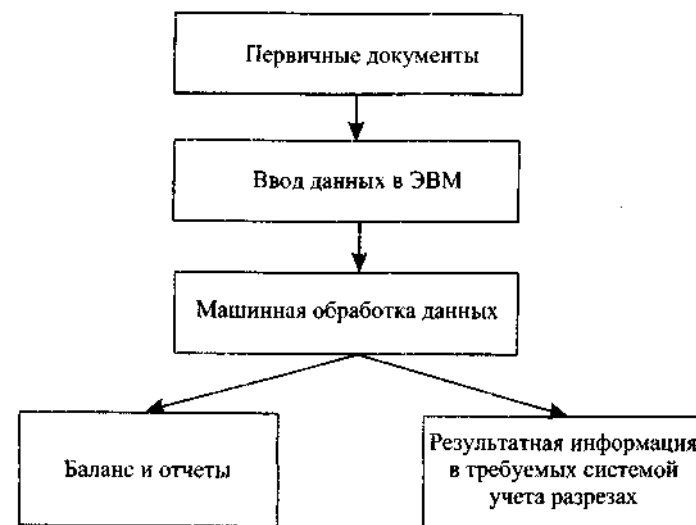 Первичные документы
Ввод данных в ЭВМ
Машинная обработка данных
Баланс и отчеты
Результатная информация
в требуемых системой
учета разрезах